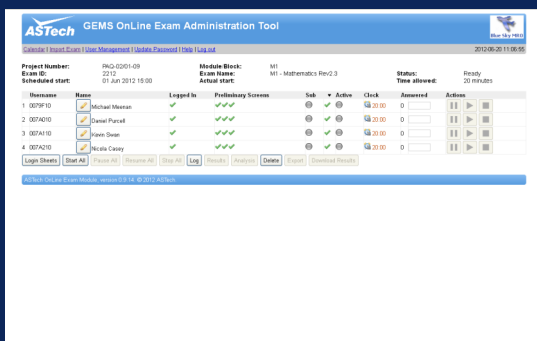 ASTech GEMS OnLine Exam Administration Tool
Blue Sky MRO
Calendar | Import Exam | User Management | Update Password | Help | Log out 2012-06-20 11:06:55
Project Number: PAQ-02/01-09 Module/Block: M1
Exam ID: 2212 Exam Name: M1 - Mathematics Rev2.3 Status: Ready
Scheduled start: 01 Jun 2012 15:00 Actual start: Time allowed: 20 minutes
Username Name Logged In Preliminary Screens Sub Active Clock Answered Actions
1 0079F10 Michael Meenan 20:00 0
2 007A010 Daniel Purcell 20:00 0
3 007A110 Kevin Swan 20:00 0
4 007A210 Nicola Casey 20:00 0
Login Sheets Start All Pause All Resume All Stop All Log Results Analysis Delete Export Download Results
ASTech OnLine Exam Module, version 0.9.14. © 2012 ASTech